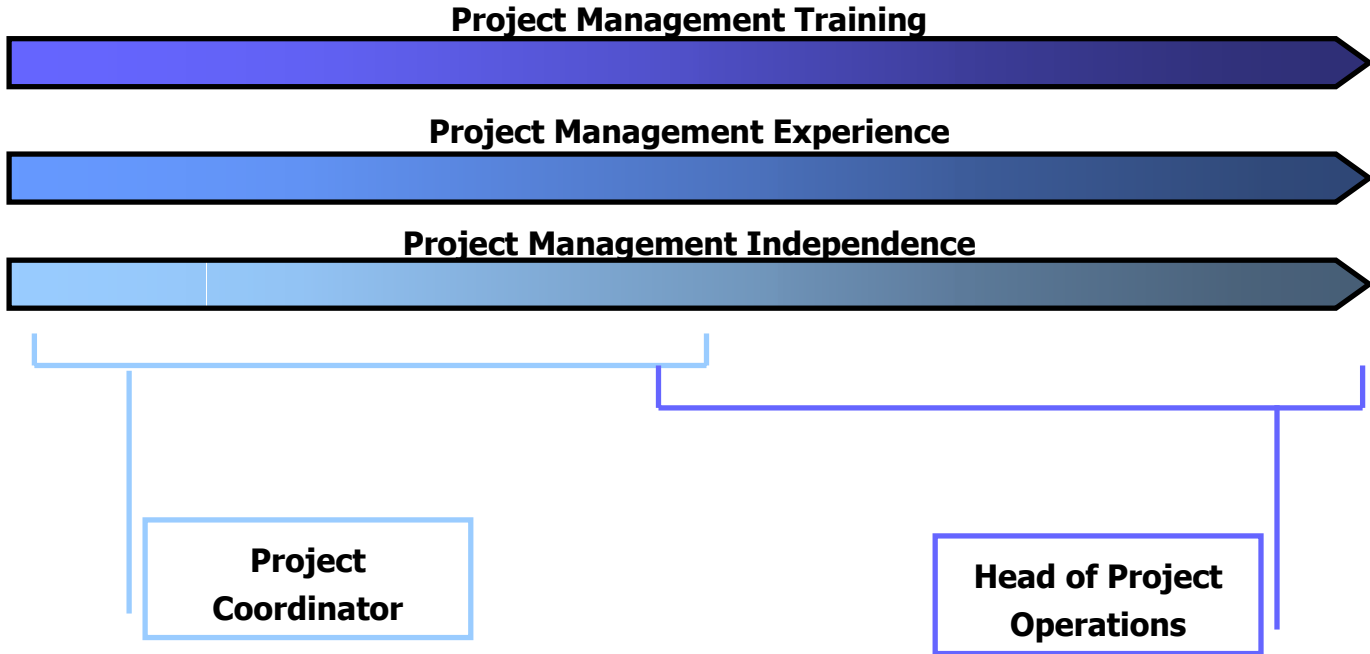 Project Management Training
Project Management Experience
Project Management Independence
Project
Coordinator
Head of Project
Operations